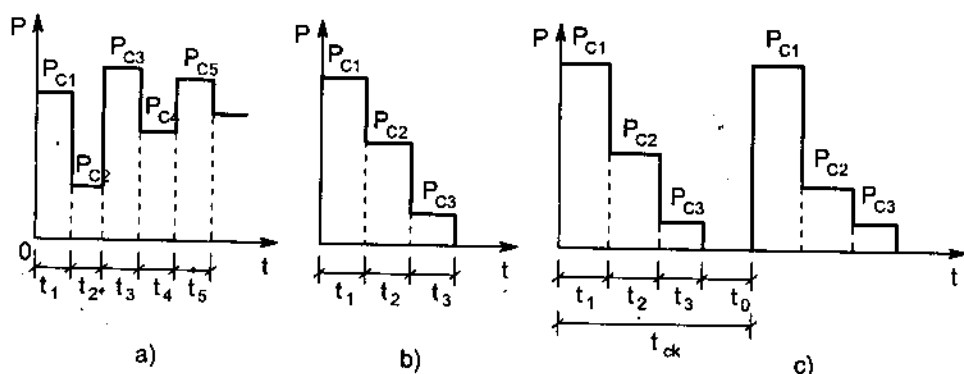 P
P_C1
P_C2
P_C3
P_C4
P_C5
0
t
t_1
t_2
t_3
t_4
t_5
a)
P
P_C1
P_C2
P_C3
t
t_1
t_2
t_3
b)
P
P_C1
P_C2
P_C3
P_C1
P_C2
P_C3
t
t_1
t_2
t_3
t_0
t_ck
c)